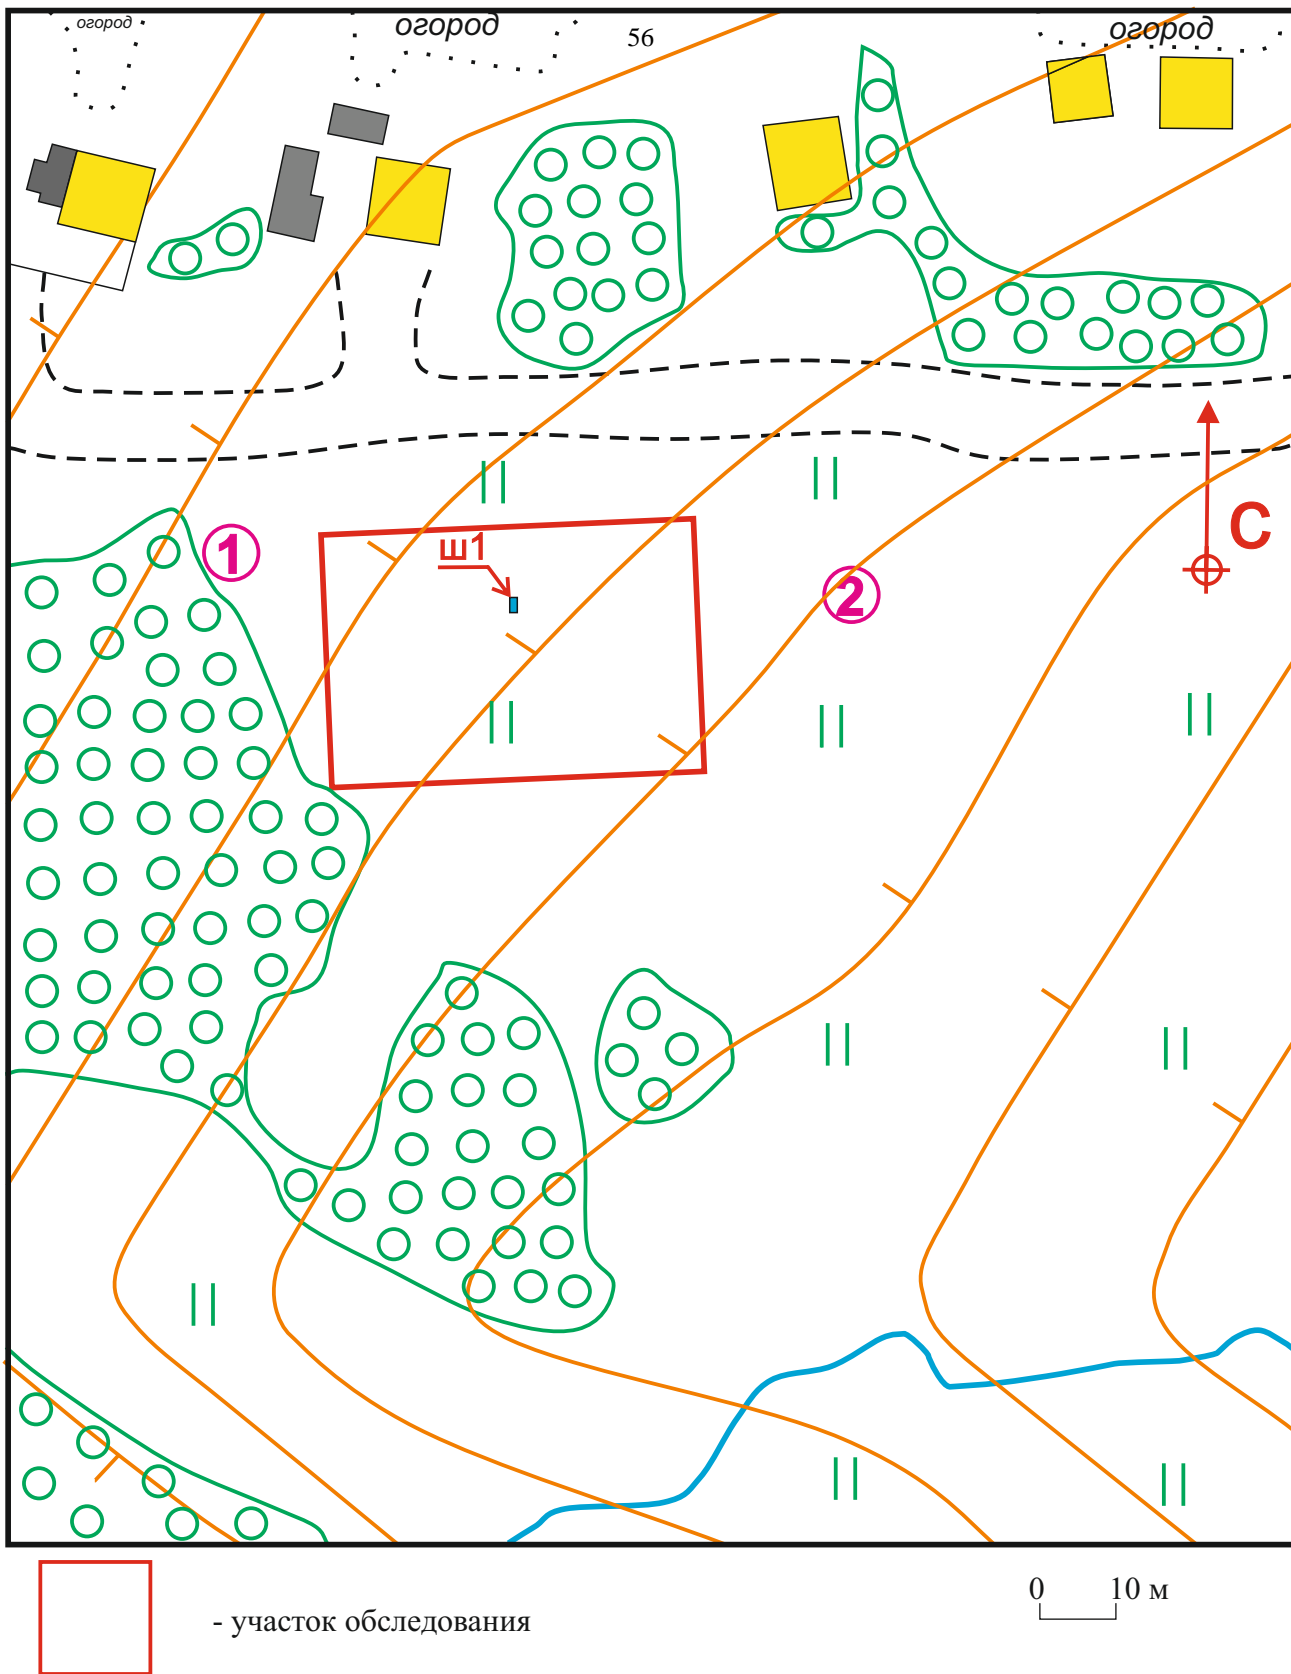 огород
огород
56
огород
ш1
1
2
С
- участок обследования
0 10 м